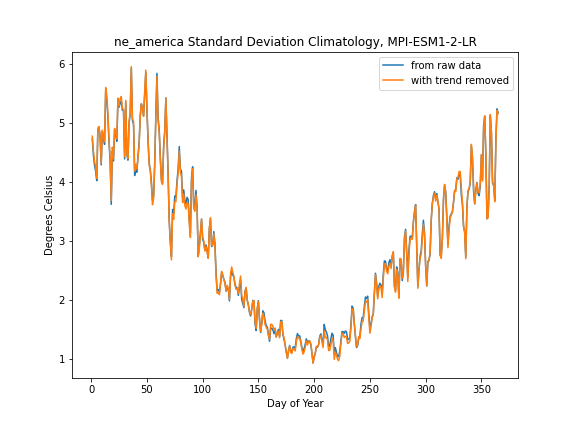 ne_america Standard Deviation Climatology, MPI-ESM1-2-LR
from raw data
with trend removed
6
5
4
3
2
1
Degrees Celsius
0
50
100
150
200
250
300
350
Day of Year